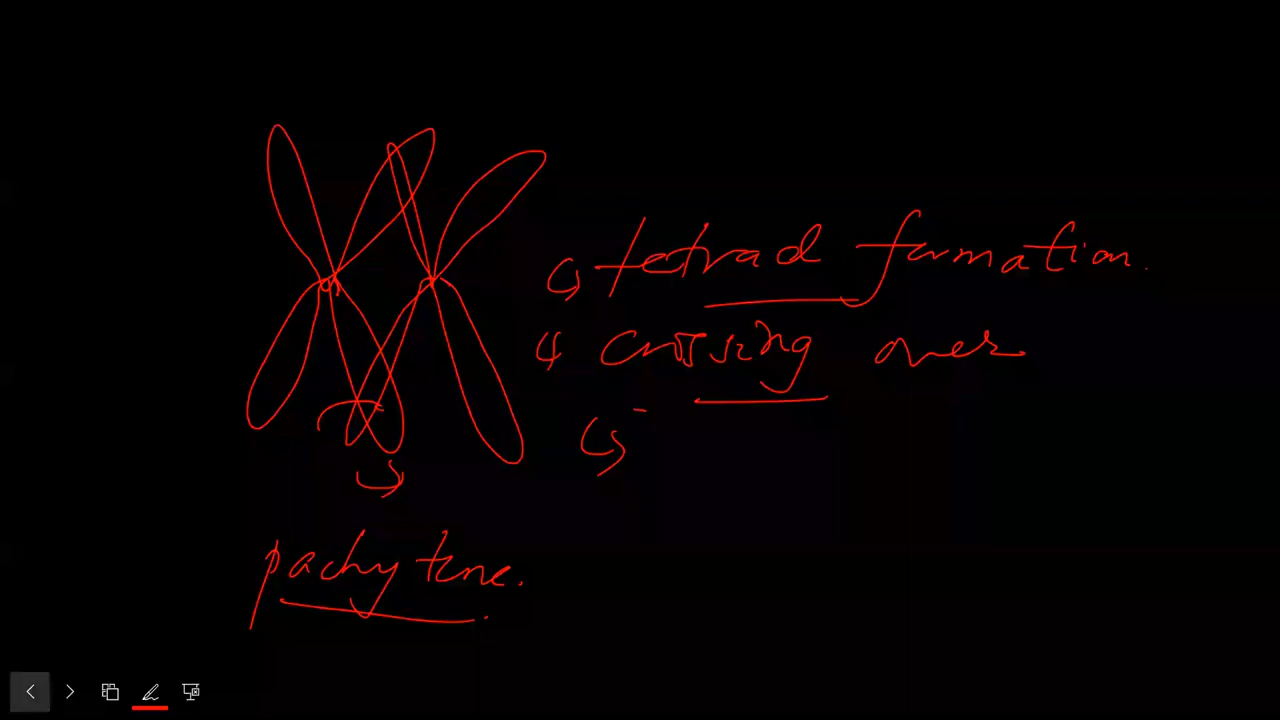 tetrad formation.
crossing over
pachytene.